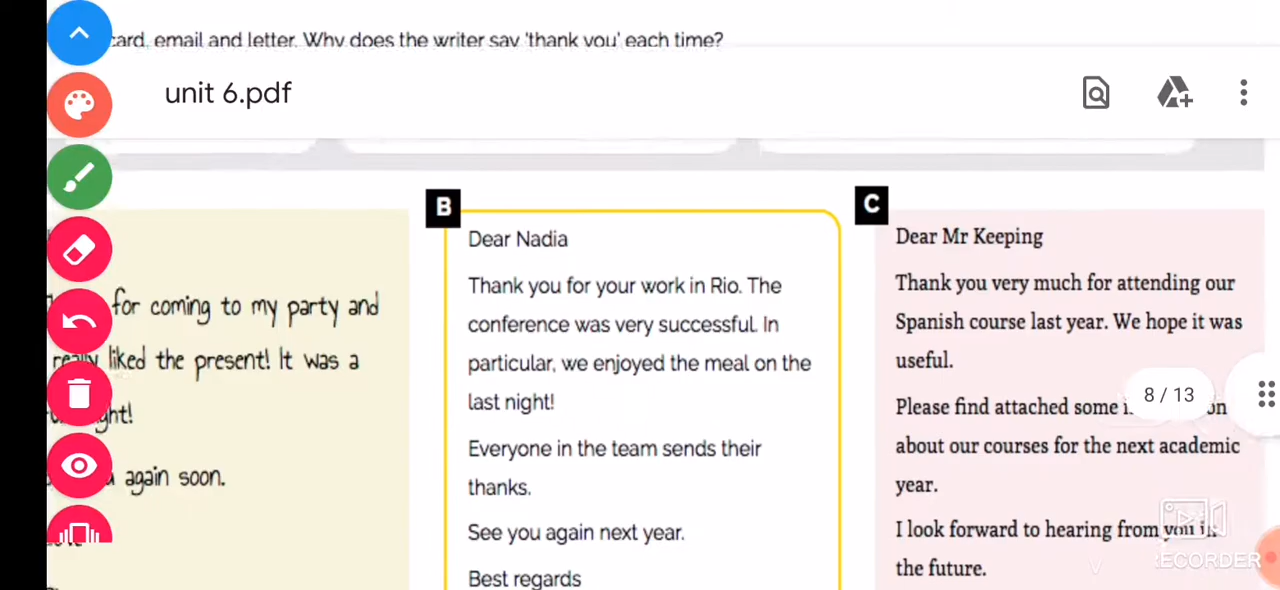 card, email and letter. Why does the writer say 'thank you' each time?
unit 6.pdf
for coming to my party and
really liked the present! It was a
again soon.
B
Dear Nadia
Thank you for your work in Rio. The
conference was very successful. In
particular, we enjoyed the meal on the
last night!
Everyone in the team sends their
thanks.
See you again next year.
Best regards
C
Dear Mr Keeping
Thank you very much for attending our
Spanish course last year. We hope it was
useful.
Please find attached some
about our courses for the next academic
year.
I look forward to hearing from you in
the future.
8 / 13
RECORDER